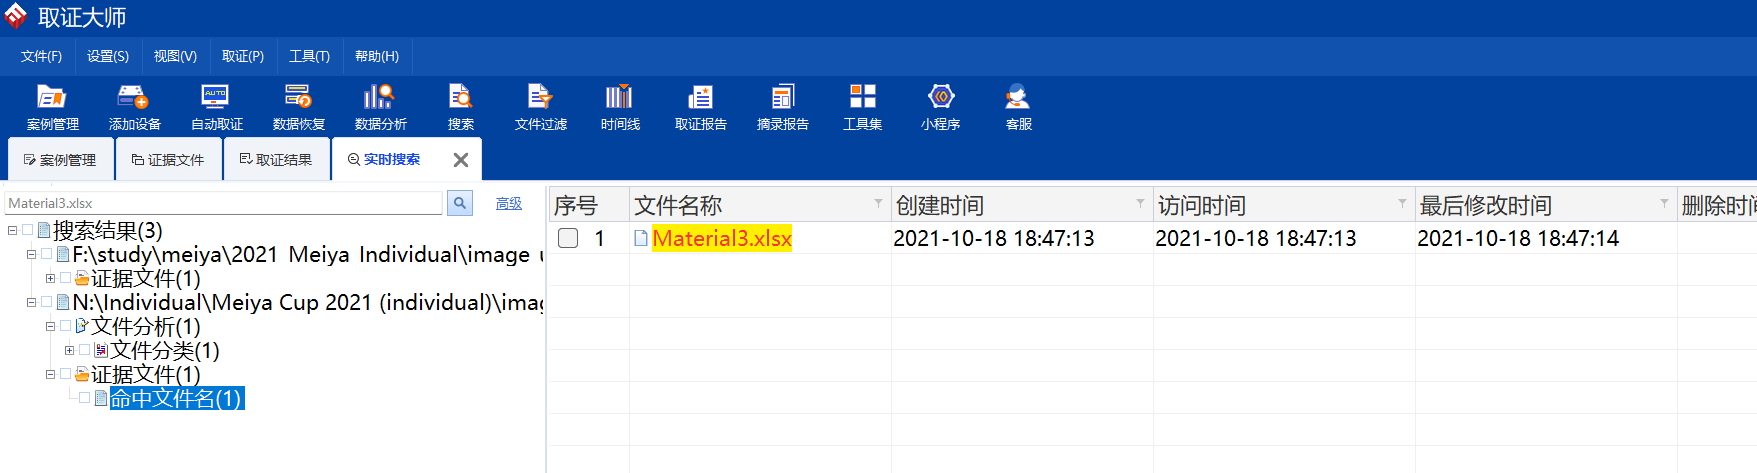 取证大师
文件(F) 设置(S) 视图(V) 取证(P) 工具(T) 帮助(H)
AUTO
案例管理 添加设备 自动取证 数据恢复 数据分析 搜索 文件过滤 时间线 取证报告 摘录报告 工具集 小程序 客服
案例管理 证据文件 取证结果 实时搜索
Material3.xlsx 高级
搜索结果(3)
F:\study\meiya\2021 Meiya Individual\image u
证据文件(1)
N:\Individual\Meiya Cup 2021 (individual)\imag
文件分析(1)
文件分类(1)
证据文件(1)
命中文件名(1)
序号 文件名称 创建时间 访问时间 最后修改时间 删除时间
1 Material3.xlsx 2021-10-18 18:47:13 2021-10-18 18:47:13 2021-10-18 18:47:14